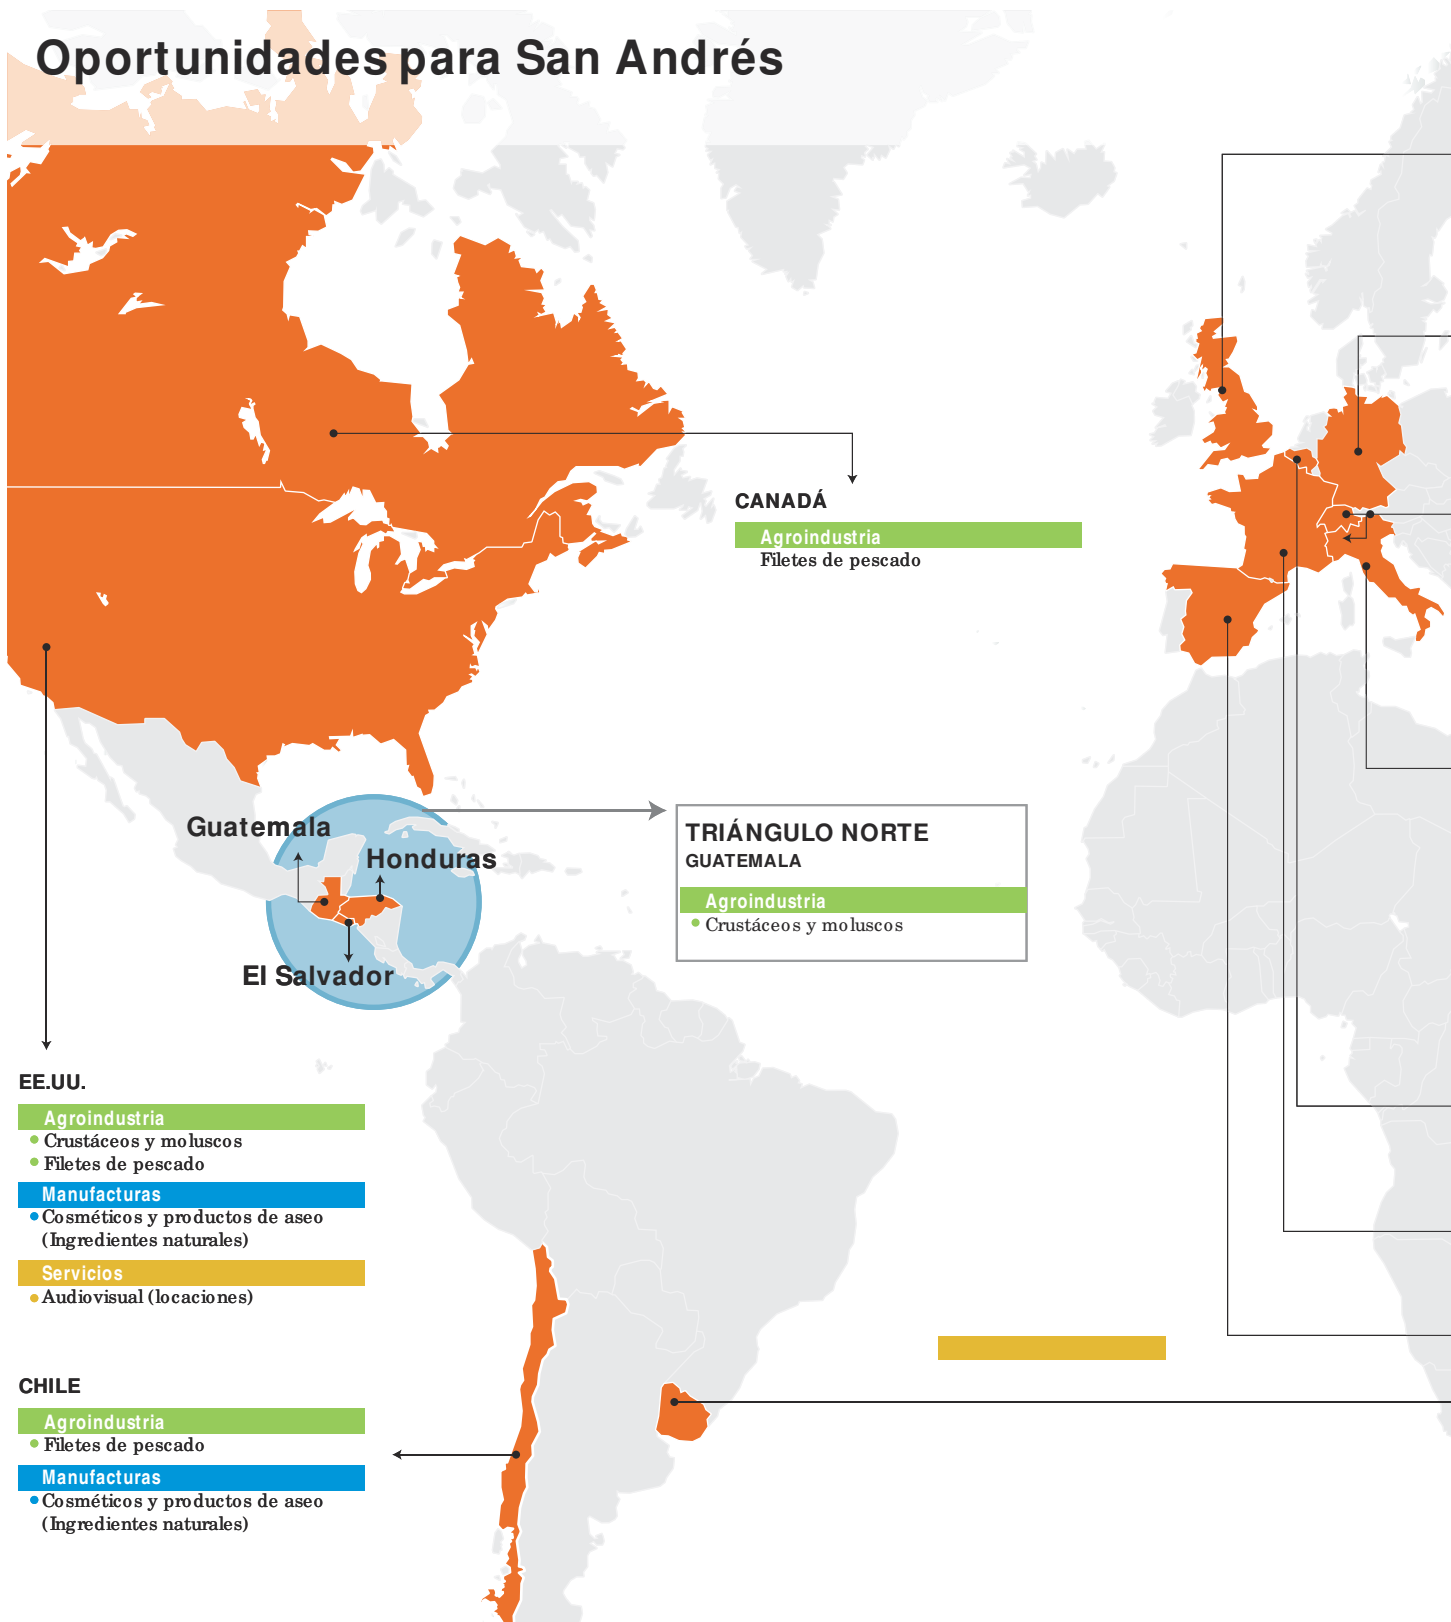 Oportunidades para San Andrés
CANADÁ
Agroindustria
Filetes de pescado
Guatemala
Honduras
El Salvador
TRIÁNGULO NORTE
GUATEMALA
Agroindustria
Crustáceos y moluscos
EE.UU.
Agroindustria
Crustáceos y moluscos
Filetes de pescado
Manufacturas
Cosméticos y productos de aseo
(Ingredientes naturales)
Servicios
Audiovisual (locaciones)
CHILE
Agroindustria
Filetes de pescado
Manufacturas
Cosméticos y productos de aseo
(Ingredientes naturales)